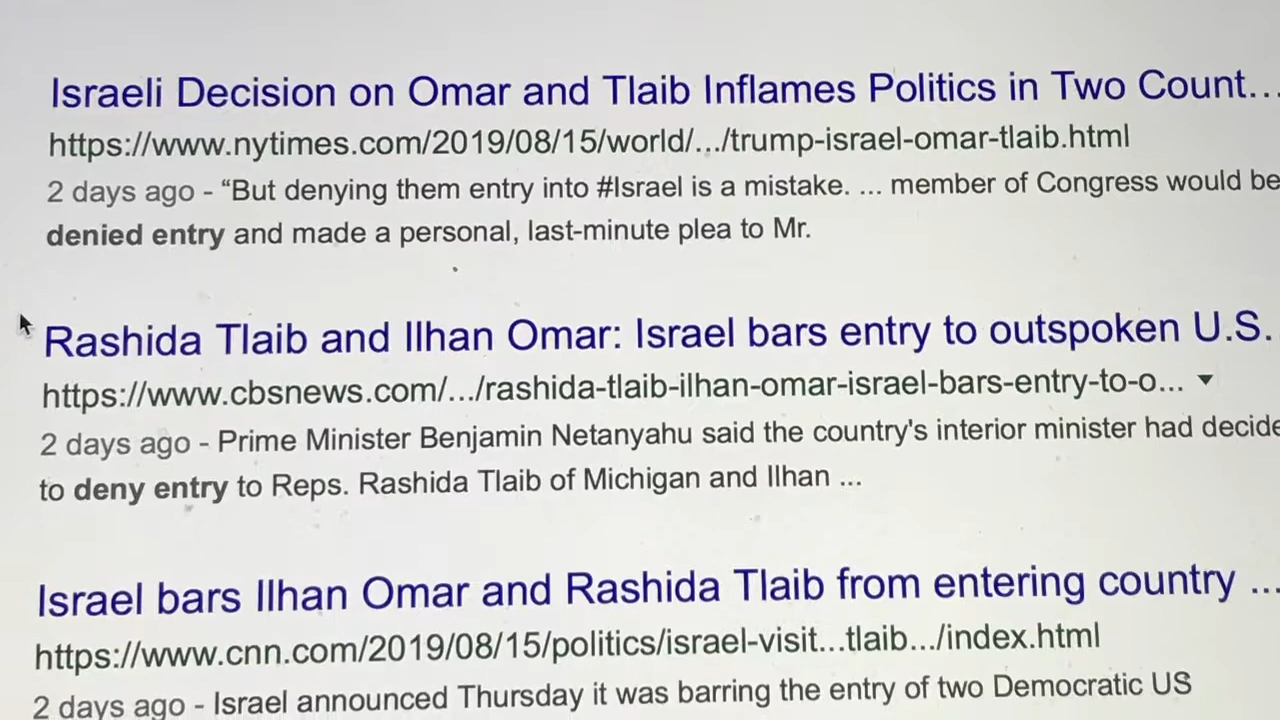 Israeli Decision on Omar and Tlaib Inflames Politics in Two Count...
https://www.nytimes.com/2019/08/15/world/.../trump-israel-omar-tlaib.html
2 days ago - “But denying them entry into #Israel is a mistake. ... member of Congress would be
denied entry and made a personal, last-minute plea to Mr.
Rashida Tlaib and Ilhan Omar: Israel bars entry to outspoken U.S.
https://www.cbsnews.com/.../rashida-tlaib-ilhan-omar-israel-bars-entry-to-o... ▼
2 days ago - Prime Minister Benjamin Netanyahu said the country's interior minister had decide
to deny entry to Reps. Rashida Tlaib of Michigan and Ilhan ...
Israel bars Ilhan Omar and Rashida Tlaib from entering country ...
https://www.cnn.com/2019/08/15/politics/israel-visit...tlaib.../index.html
2 days ago - Israel announced Thursday it was barring the entry of two Democratic US